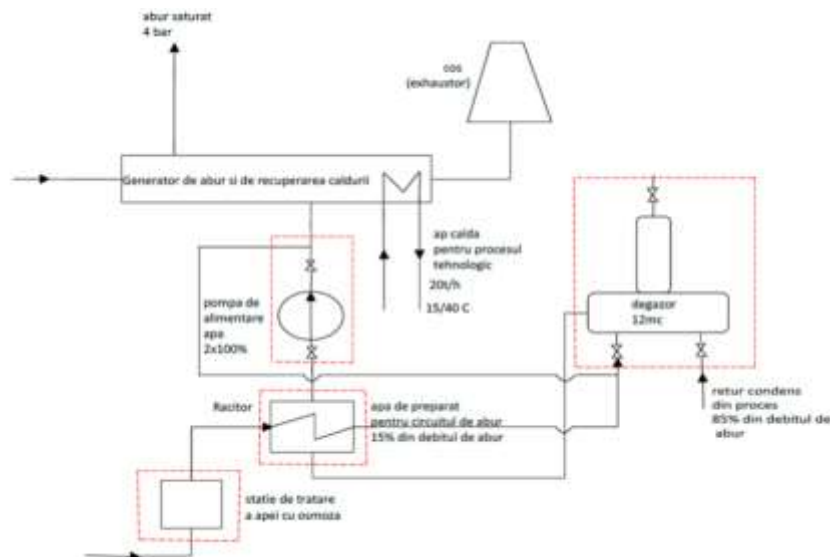 abur saturat
4 bar
cos
(exhaustor)
Generator de abur si de recuperarea caldurii
ap calda
pentru procesul
tehnologic
20t/h
15/40 C
pompa de
alimentare
apa
2x100%
degazor
12mc
retur condens
din proces
85% din debitul de
abur
Racitor
apa de preparat
pentru circuitul de abur
15% din debitul de abur
statie de tratare
a apei cu osmoza